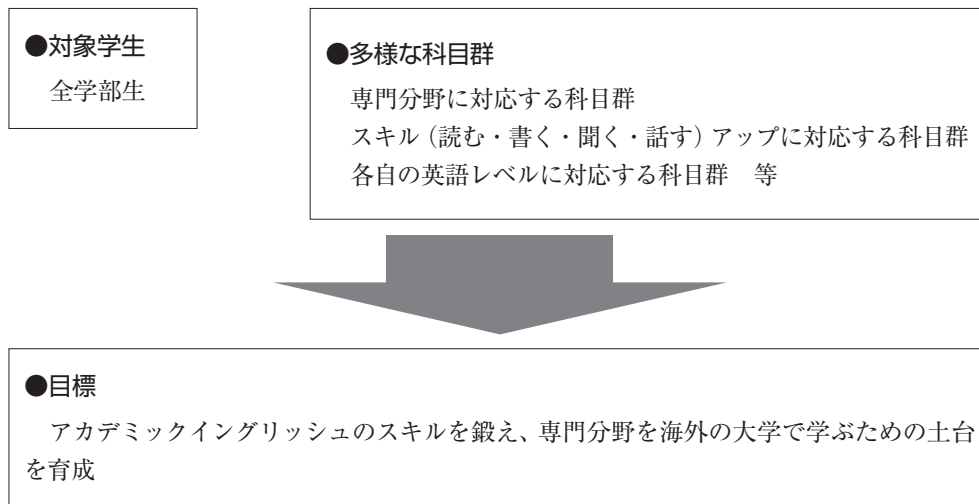 ●対象学生
全学部生
●多様な科目群
専門分野に対応する科目群
スキル（読む・書く・聞く・話す）アップに対応する科目群
各自の英語レベルに対応する科目群　等
●目標
アカデミックイングリッシュのスキルを鍛え、専門分野を海外の大学で学ぶための土台
を育成